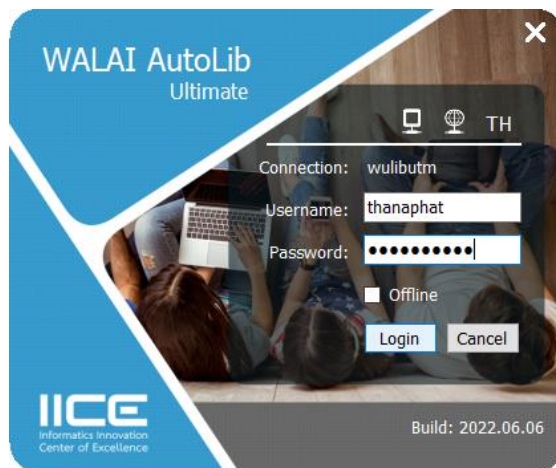 WALAI AutoLib
Ultimate
TH
Connection: wulibutm
Username: thanaphat
Password: ●●●●●●●●●●
Offline
Login Cancel
IICE
Informatics Innovation
Center of Excellence
Build: 2022.06.06